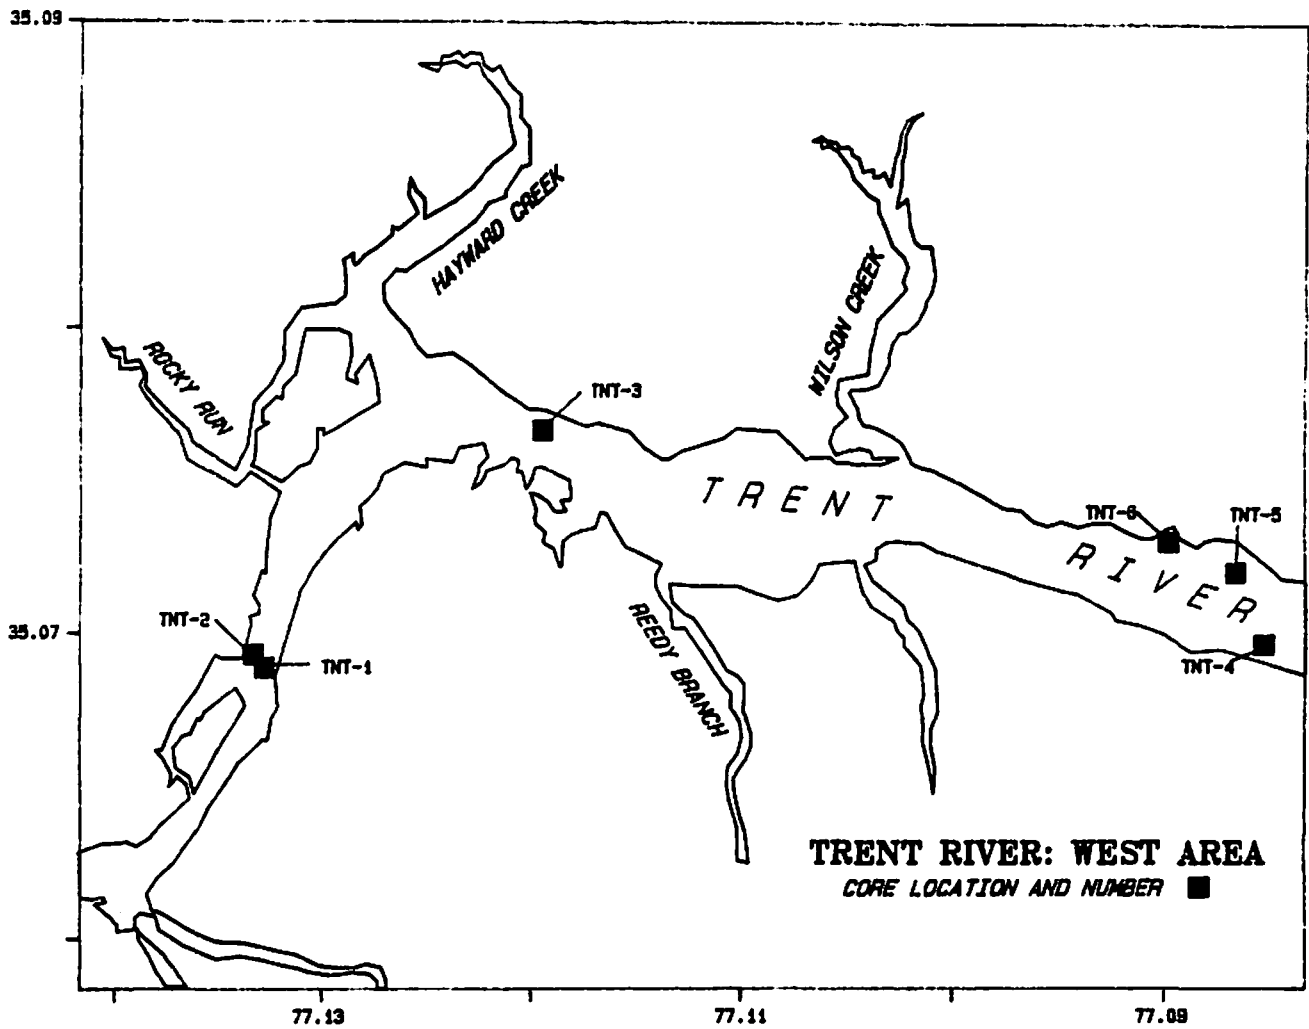 35.09
HAYWARD CREEK
WILSON CREEK
ROCKY RUN
TNT-3
TRENT
TNT-6
TNT-5
RIVER
TNT-2
35.07
TNT-1
REEDY BRANCH
TNT-4
TRENT RIVER: WEST AREA
CORE LOCATION AND NUMBER
77.13
77.11
77.09